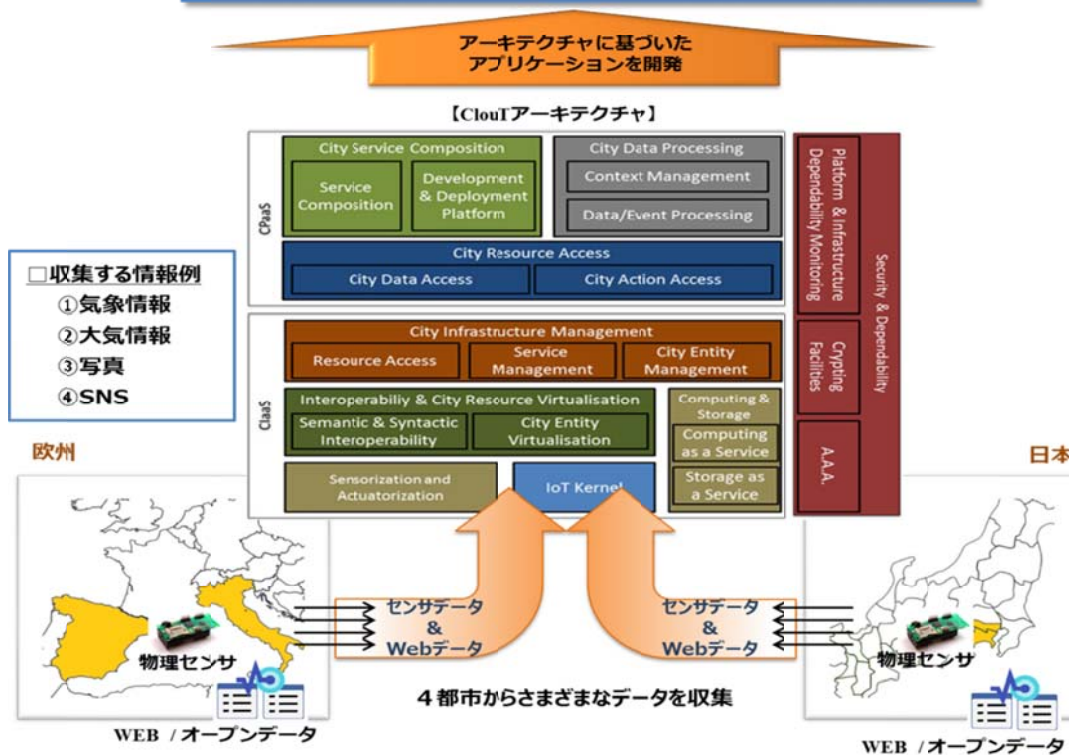 アーキテクチャに基づいた
アプリケーションを開発
【ClouTアーキテクチャ】
CPaaS
City Service Composition
Service
Composition
Development
& Deployment
Platform
City Data Processing
Context Management
Data/Event Processing
City Resource Access
City Data Access
City Action Access
CIaaS
City Infrastructure Management
Resource Access
Service
Management
City Entity
Management
Interoperabiliy & City Resource Virtualisation
Semantic & Syntactic
Interoperability
City Entity
Virtualisation
Computing &
Storage
Computing
as a Service
Storage as
a Service
Sensorization and
Actuatorization
IoT Kernel
Platform & Infrastructure
Dependability Monitoring
Crypting
Facilities
A.A.A.
Security & Dependability
□収集する情報例
①気象情報
②大気情報
③写真
④SNS
欧州
物理センサ
WEB / オープンデータ
センサデータ
&
Webデータ
センサデータ
&
Webデータ
4都市からさまざまなデータを収集
日本
物理センサ
WEB / オープンデータ